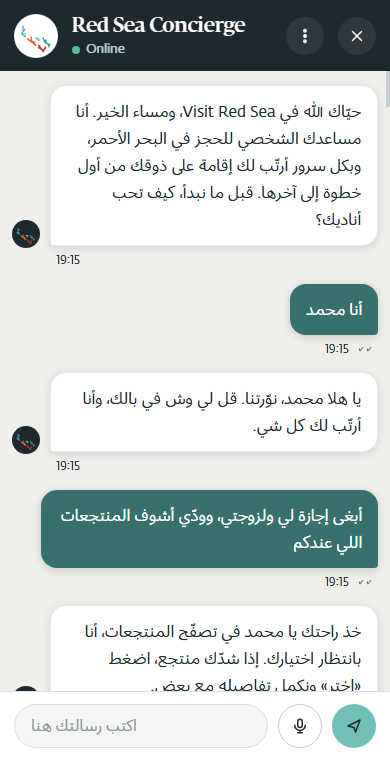 Red Sea Concierge
Online
حيّاك الله في Visit Red Sea، ومساء الخير. أنا
مساعدك الشخصي للحجز في البحر الأحمر،
وبكل سرور أرتّب لك إقامة على ذوقك من أول
خطوة إلى آخرها. قبل ما نبدأ، كيف تحب
أناديك؟
19:15
أنا محمد
19:15
يا هلا محمد، نوّرتنا. قل لي وش في بالك، وأنا
أرتّب لك كل شي.
19:15
أبغى إجازة لي ولزوجتي، وودّي أشوف المنتجعات
اللي عندكم
19:15
خذ راحتك يا محمد في تصفّح المنتجعات، أنا
بانتظار اختيارك. إذا شدّك منتجع، اضغط
«اختر» ونكمل تفاصيله مع بعض.
اكتب رسالتك هنا